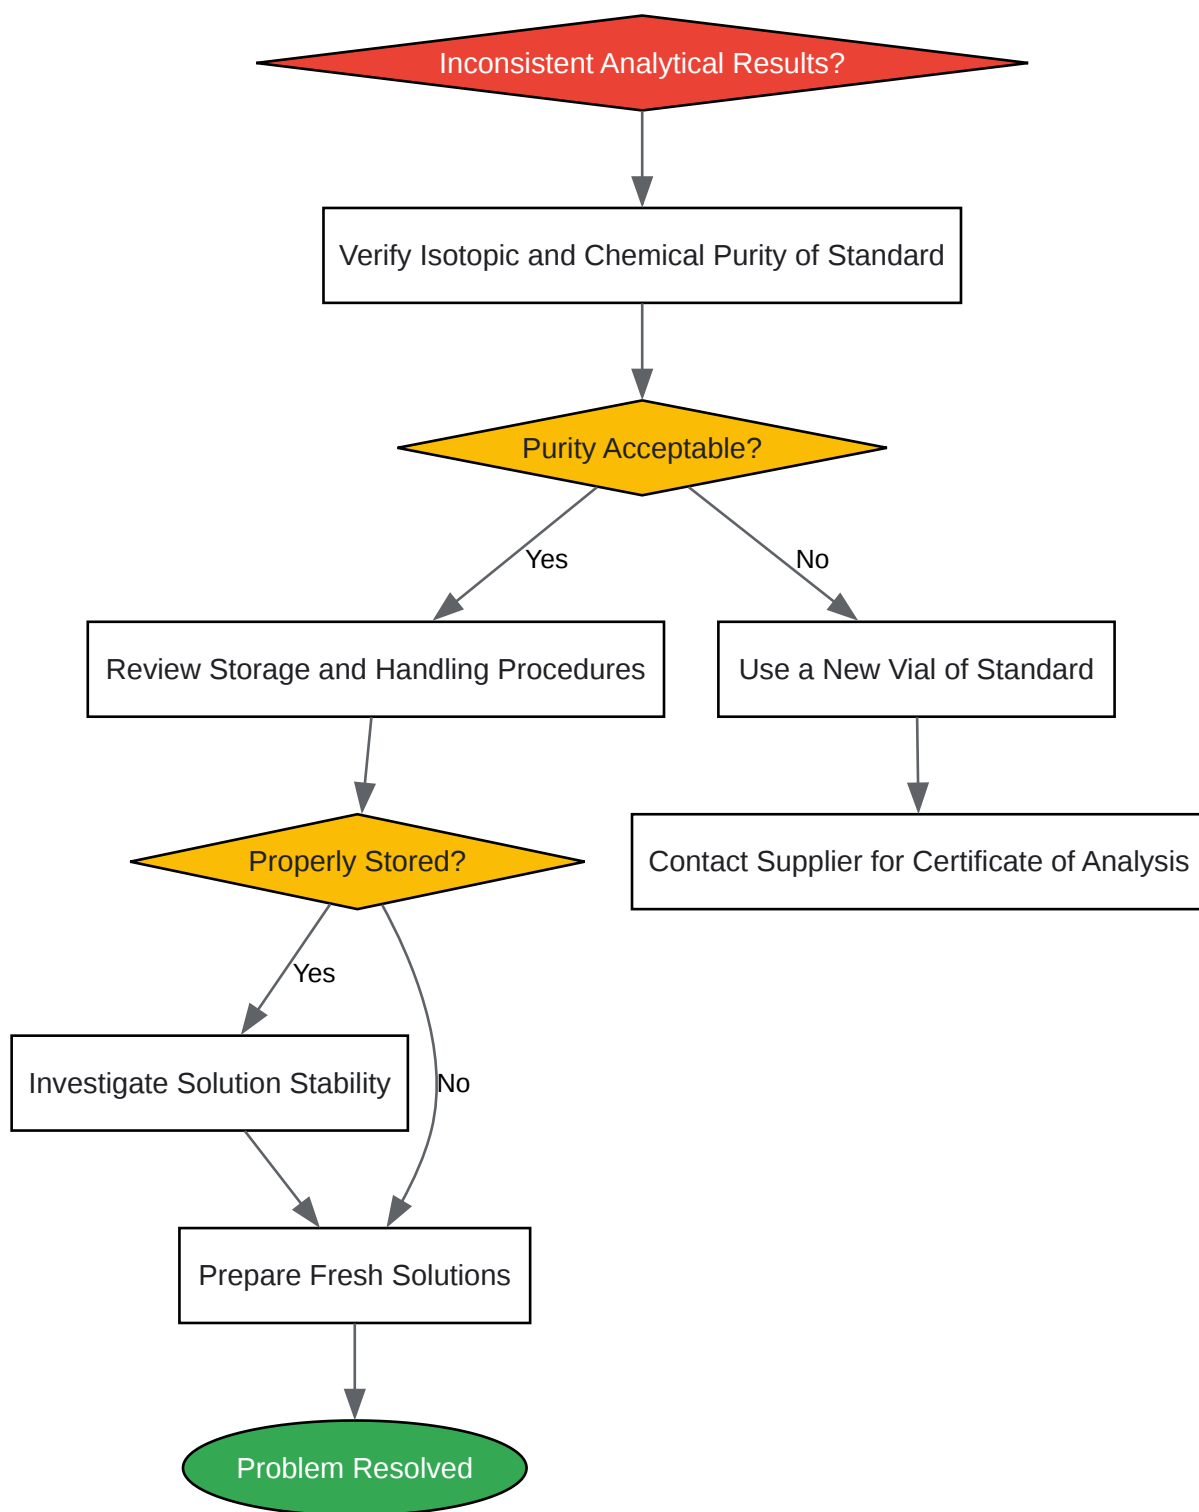 Inconsistent Analytical Results?
Verify Isotopic and Chemical Purity of Standard
Purity Acceptable?
Yes
No
Review Storage and Handling Procedures
Use a New Vial of Standard
Properly Stored?
Contact Supplier for Certificate of Analysis
Yes
Investigate Solution Stability
No
Prepare Fresh Solutions
Problem Resolved